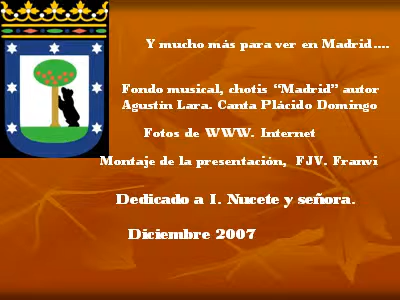 Y mucho más para ver en Madrid....
Fondo musical, chotis “Madrid” autor
Agustín Lara. Canta Plácido Domingo
Fotos de WWW. Internet
Montaje de la presentación,  FJV. Franvi
Dedicado a I. Nucete y señora.
Diciembre 2007